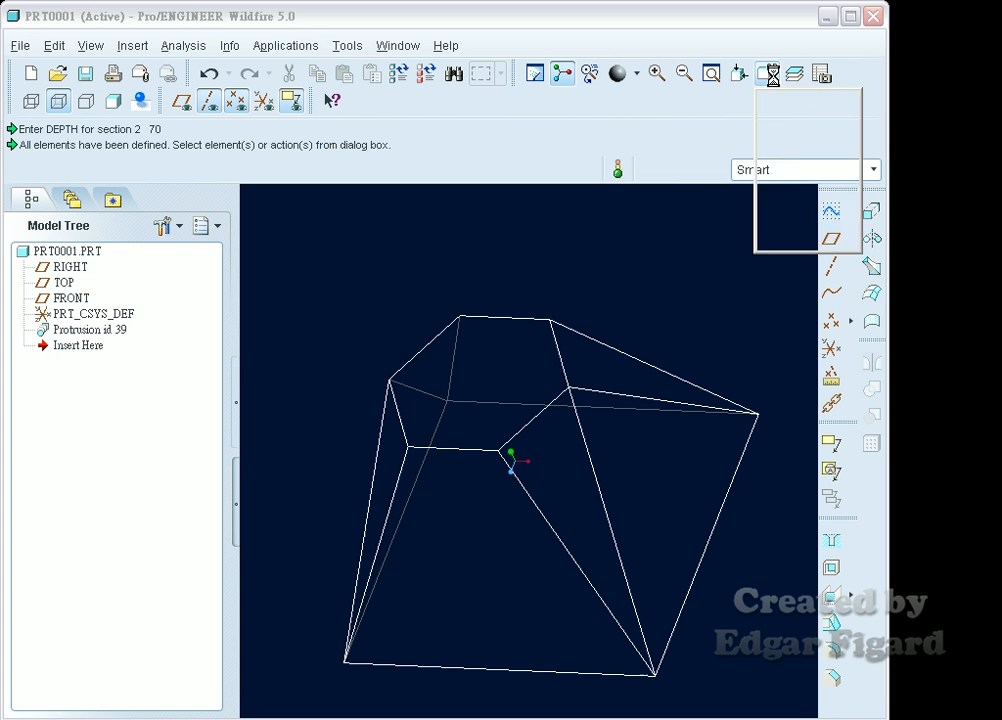 PRT0001 (Active) - Pro/ENGINEER Wildfire 5.0
File Edit View Insert Analysis Info Applications Tools Window Help
Enter DEPTH for section 2 70
All elements have been defined. Select element(s) or action(s) from dialog box.
Smart
Model Tree
PRT0001.PRT
RIGHT
TOP
FRONT
PRT_CSYS_DEF
Protrusion id 39
Insert Here
Created by
Edgar Figard